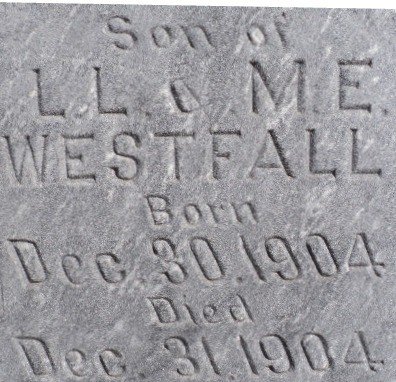 Son of
L.L. & M.E.
WESTFALL
Born
Dec. 30.1904
Died
Dec. 31.1904